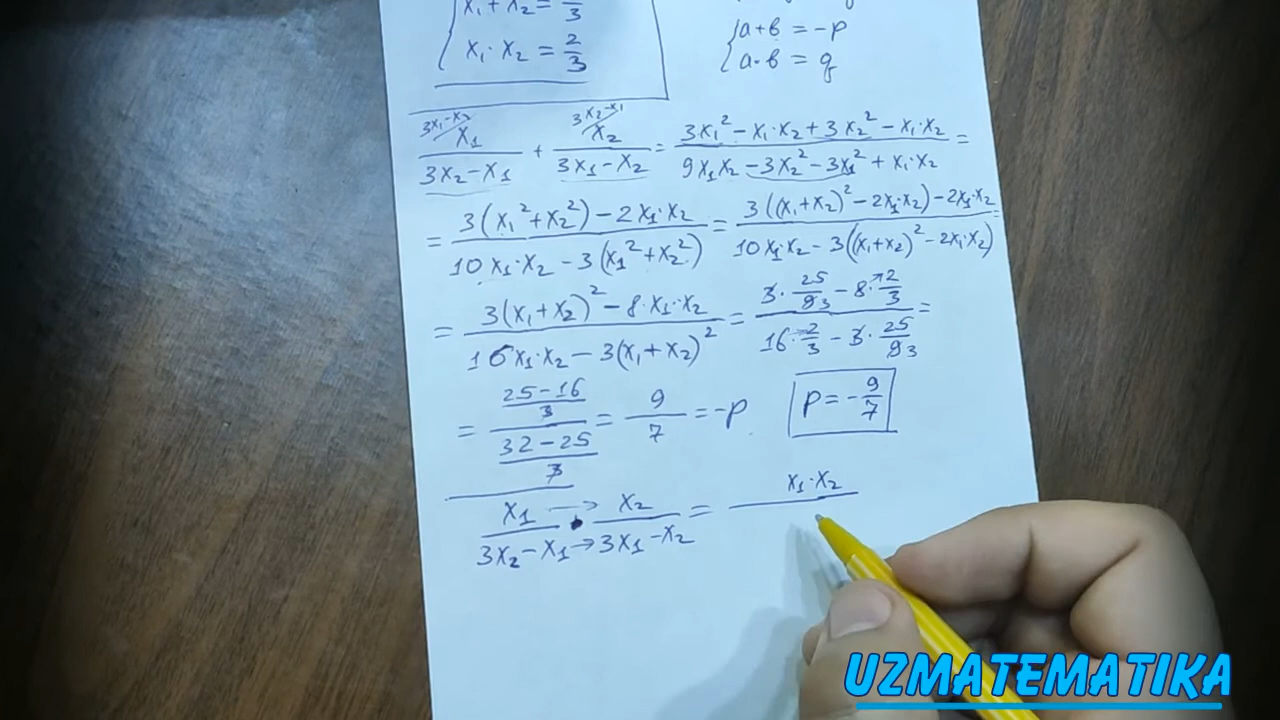 x₁ + x₂ = 5/3
x₁ · x₂ = 2/3
a + b = -p
a · b = q
x₁/(3x₂ - x₁) + x₂/(3x₁ - x₂) = (3x₁² - x₁·x₂ + 3x₂² - x₁·x₂)/(9x₁x₂ - 3x₂² - 3x₁² + x₁·x₂) =
= (3(x₁² + x₂²) - 2x₁·x₂)/(10x₁·x₂ - 3(x₁² + x₂²)) = (3((x₁+x₂)² - 2x₁·x₂) - 2x₁·x₂)/(10x₁·x₂ - 3((x₁+x₂)² - 2x₁·x₂)) =
= (3(x₁+x₂)² - 8·x₁·x₂)/(16x₁·x₂ - 3(x₁+x₂)²) = (3 · 25/9 - 8 · 2/3)/(16 · 2/3 - 3 · 25/9) =
= ((25-16)/3)/((32-25)/3) = 9/7 = -p
p = -9/7
x₁/(3x₂ - x₁) · x₂/(3x₁ - x₂) = x₁·x₂
UZMATEMATIKA